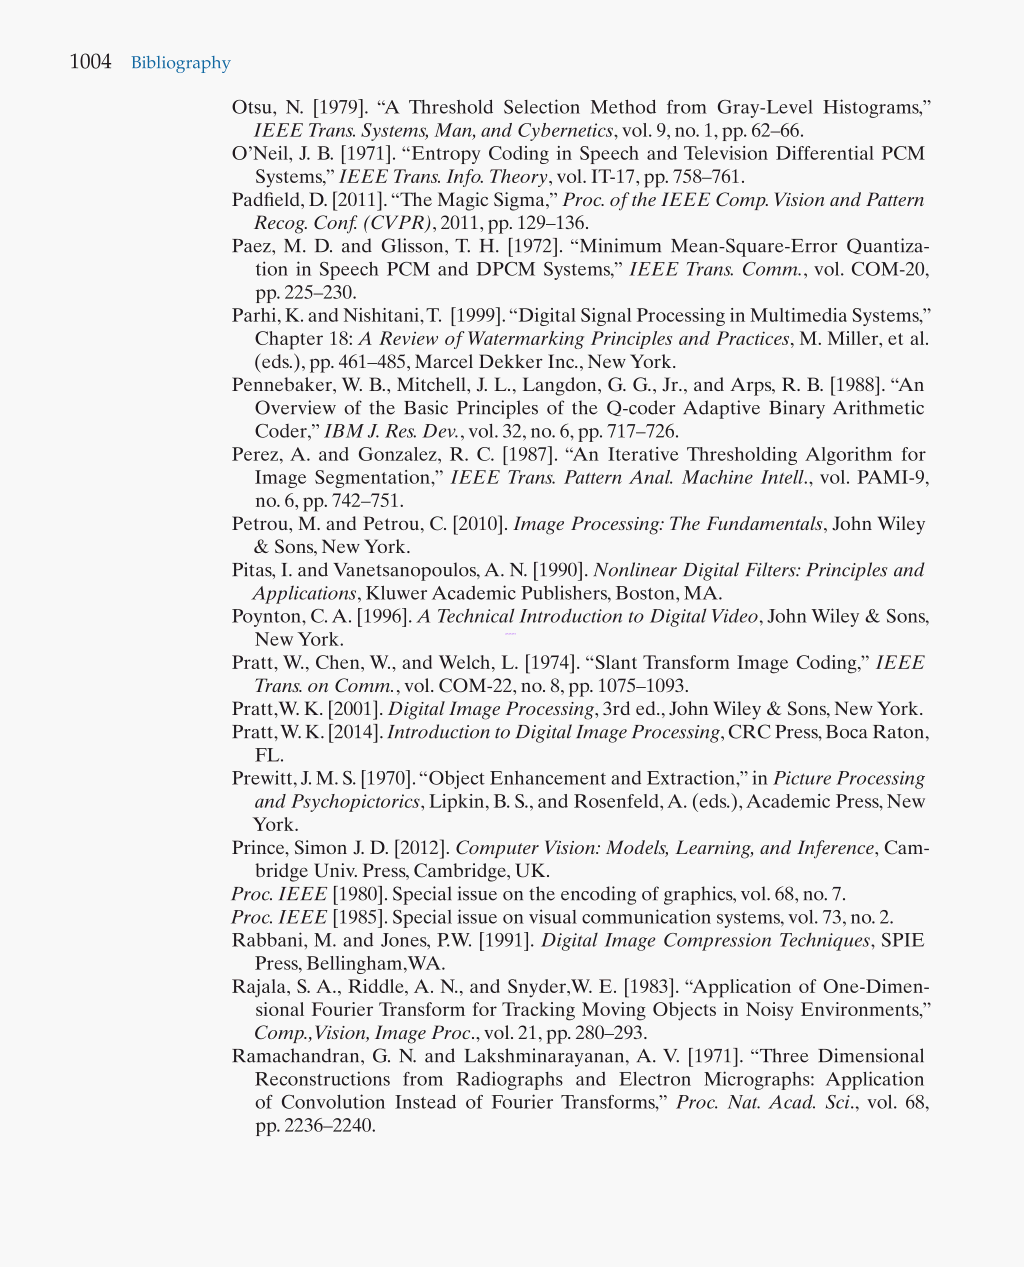 1004 Bibliography
Otsu, N. [1979]. “A Threshold Selection Method from Gray-Level Histograms,”
IEEE Trans. Systems, Man, and Cybernetics, vol. 9, no. 1, pp. 62–66.
O’Neil, J. B. [1971]. “Entropy Coding in Speech and Television Differential PCM
Systems,” IEEE Trans. Info. Theory, vol. IT-17, pp. 758–761.
Padfield, D. [2011]. “The Magic Sigma,” Proc. of the IEEE Comp. Vision and Pattern
Recog. Conf. (CVPR), 2011, pp. 129–136.
Paez, M. D. and Glisson, T. H. [1972]. “Minimum Mean-Square-Error Quantiza-
tion in Speech PCM and DPCM Systems,” IEEE Trans. Comm., vol. COM-20,
pp. 225–230.
Parhi, K. and Nishitani, T. [1999]. “Digital Signal Processing in Multimedia Systems,”
Chapter 18: A Review of Watermarking Principles and Practices, M. Miller, et al.
(eds.), pp. 461–485, Marcel Dekker Inc., New York.
Pennebaker, W. B., Mitchell, J. L., Langdon, G. G., Jr., and Arps, R. B. [1988]. “An
Overview of the Basic Principles of the Q-coder Adaptive Binary Arithmetic
Coder,” IBM J. Res. Dev., vol. 32, no. 6, pp. 717–726.
Perez, A. and Gonzalez, R. C. [1987]. “An Iterative Thresholding Algorithm for
Image Segmentation,” IEEE Trans. Pattern Anal. Machine Intell., vol. PAMI-9,
no. 6, pp. 742–751.
Petrou, M. and Petrou, C. [2010]. Image Processing: The Fundamentals, John Wiley
& Sons, New York.
Pitas, I. and Vanetsanopoulos, A. N. [1990]. Nonlinear Digital Filters: Principles and
Applications, Kluwer Academic Publishers, Boston, MA.
Poynton, C. A. [1996]. A Technical Introduction to Digital Video, John Wiley & Sons,
New York.
Pratt, W., Chen, W., and Welch, L. [1974]. “Slant Transform Image Coding,” IEEE
Trans. on Comm., vol. COM-22, no. 8, pp. 1075–1093.
Pratt,W. K. [2001]. Digital Image Processing, 3rd ed., John Wiley & Sons, New York.
Pratt, W. K. [2014]. Introduction to Digital Image Processing, CRC Press, Boca Raton,
FL.
Prewitt, J. M. S. [1970]. “Object Enhancement and Extraction,” in Picture Processing
and Psychopictorics, Lipkin, B. S., and Rosenfeld, A. (eds.), Academic Press, New
York.
Prince, Simon J. D. [2012]. Computer Vision: Models, Learning, and Inference, Cam-
bridge Univ. Press, Cambridge, UK.
Proc. IEEE [1980]. Special issue on the encoding of graphics, vol. 68, no. 7.
Proc. IEEE [1985]. Special issue on visual communication systems, vol. 73, no. 2.
Rabbani, M. and Jones, P.W. [1991]. Digital Image Compression Techniques, SPIE
Press, Bellingham,WA.
Rajala, S. A., Riddle, A. N., and Snyder,W. E. [1983]. “Application of One-Dimen-
sional Fourier Transform for Tracking Moving Objects in Noisy Environments,”
Comp.,Vision, Image Proc., vol. 21, pp. 280–293.
Ramachandran, G. N. and Lakshminarayanan, A. V. [1971]. “Three Dimensional
Reconstructions from Radiographs and Electron Micrographs: Application
of Convolution Instead of Fourier Transforms,” Proc. Nat. Acad. Sci., vol. 68,
pp. 2236–2240.